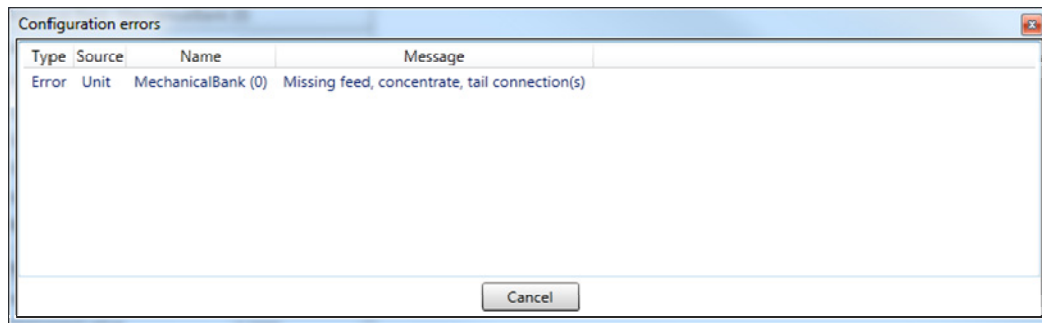 Configuration errors
Type Source Name Message
Error Unit MechanicalBank (0) Missing feed, concentrate, tail connection(s)
Cancel